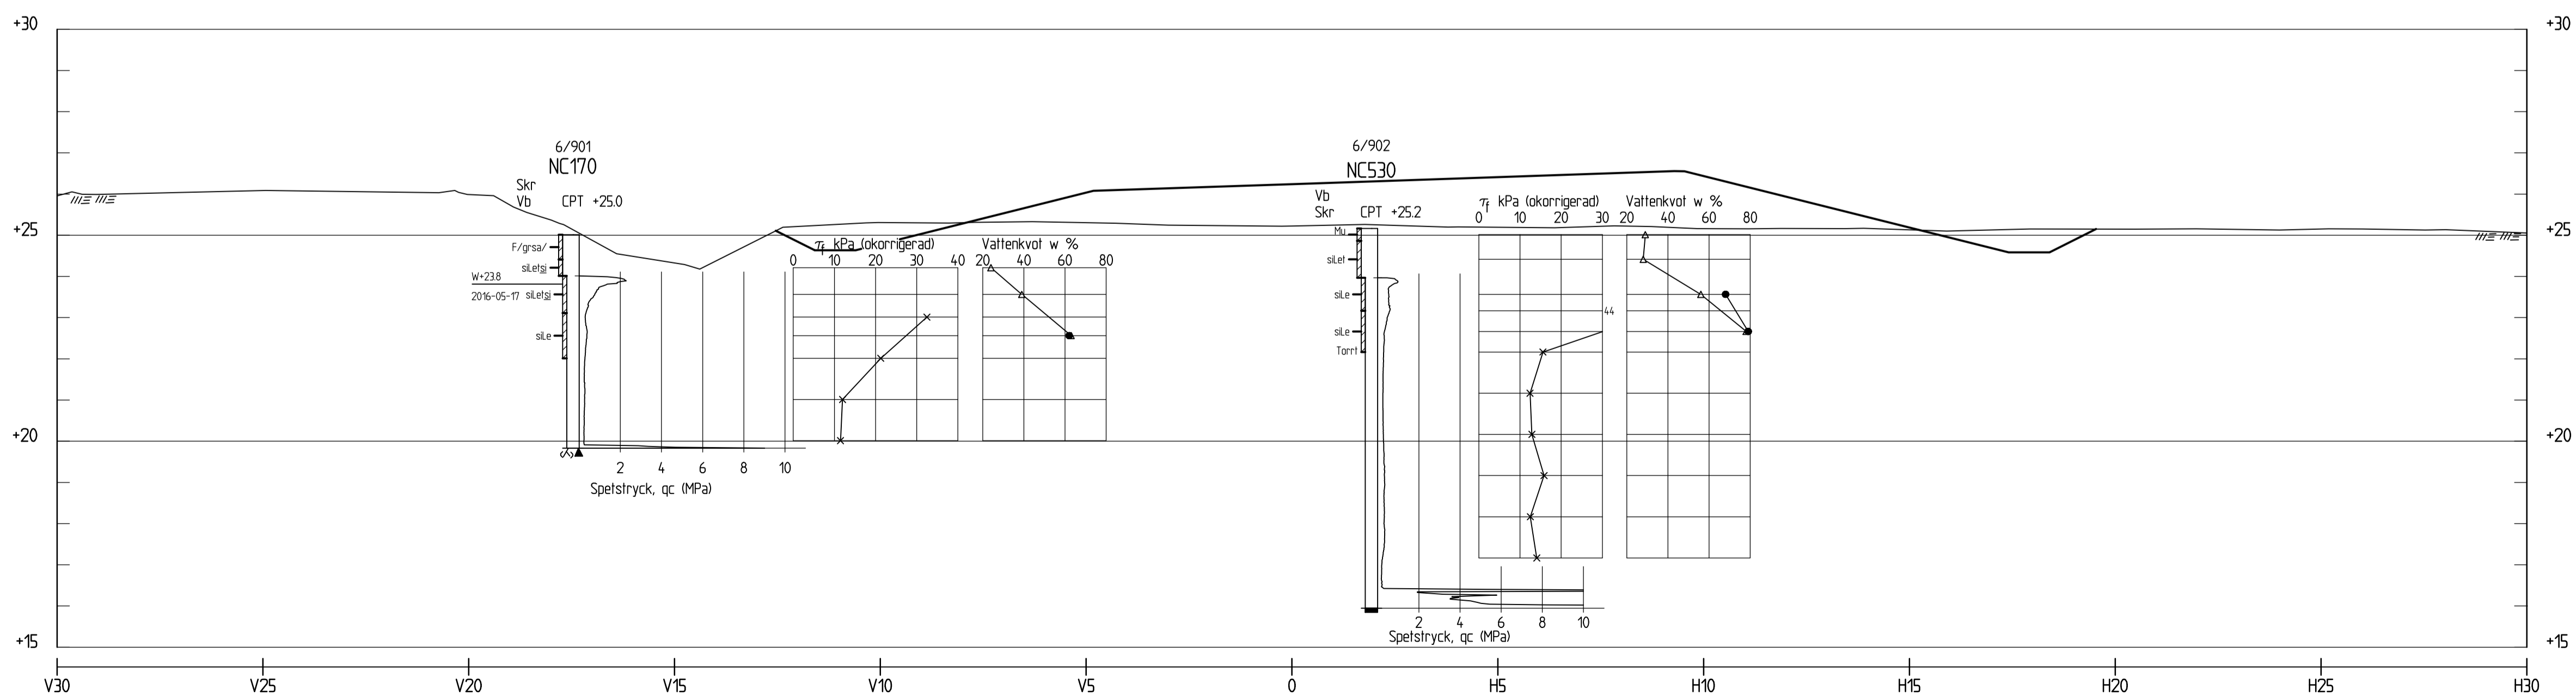 +30 +30
6/901
NC170
6/902
NC530
Skr
Vb CPT +25.0
Vb
Skr CPT +25.2
τf kPa (okorrigerad) Vattenkvot w %
0 10 20 30 20 40 60 80
+25 +25
Mu
F/grsa/
siLetsi
W+23.8
2016-05-17 siLetsi
siLe
τf kPa (okorrigerad) Vattenkvot w %
0 10 20 30 40 20 40 60 80
siLet
siLe
44
siLe
Torrt
+20 +20
2 4 6 8 10
Spetstryck, qc (MPa)
2 4 6 8 10
Spetstryck, qc (MPa)
+15 +15
V30 V25 V20 V15 V10 V5 0 H5 H10 H15 H20 H25 H30